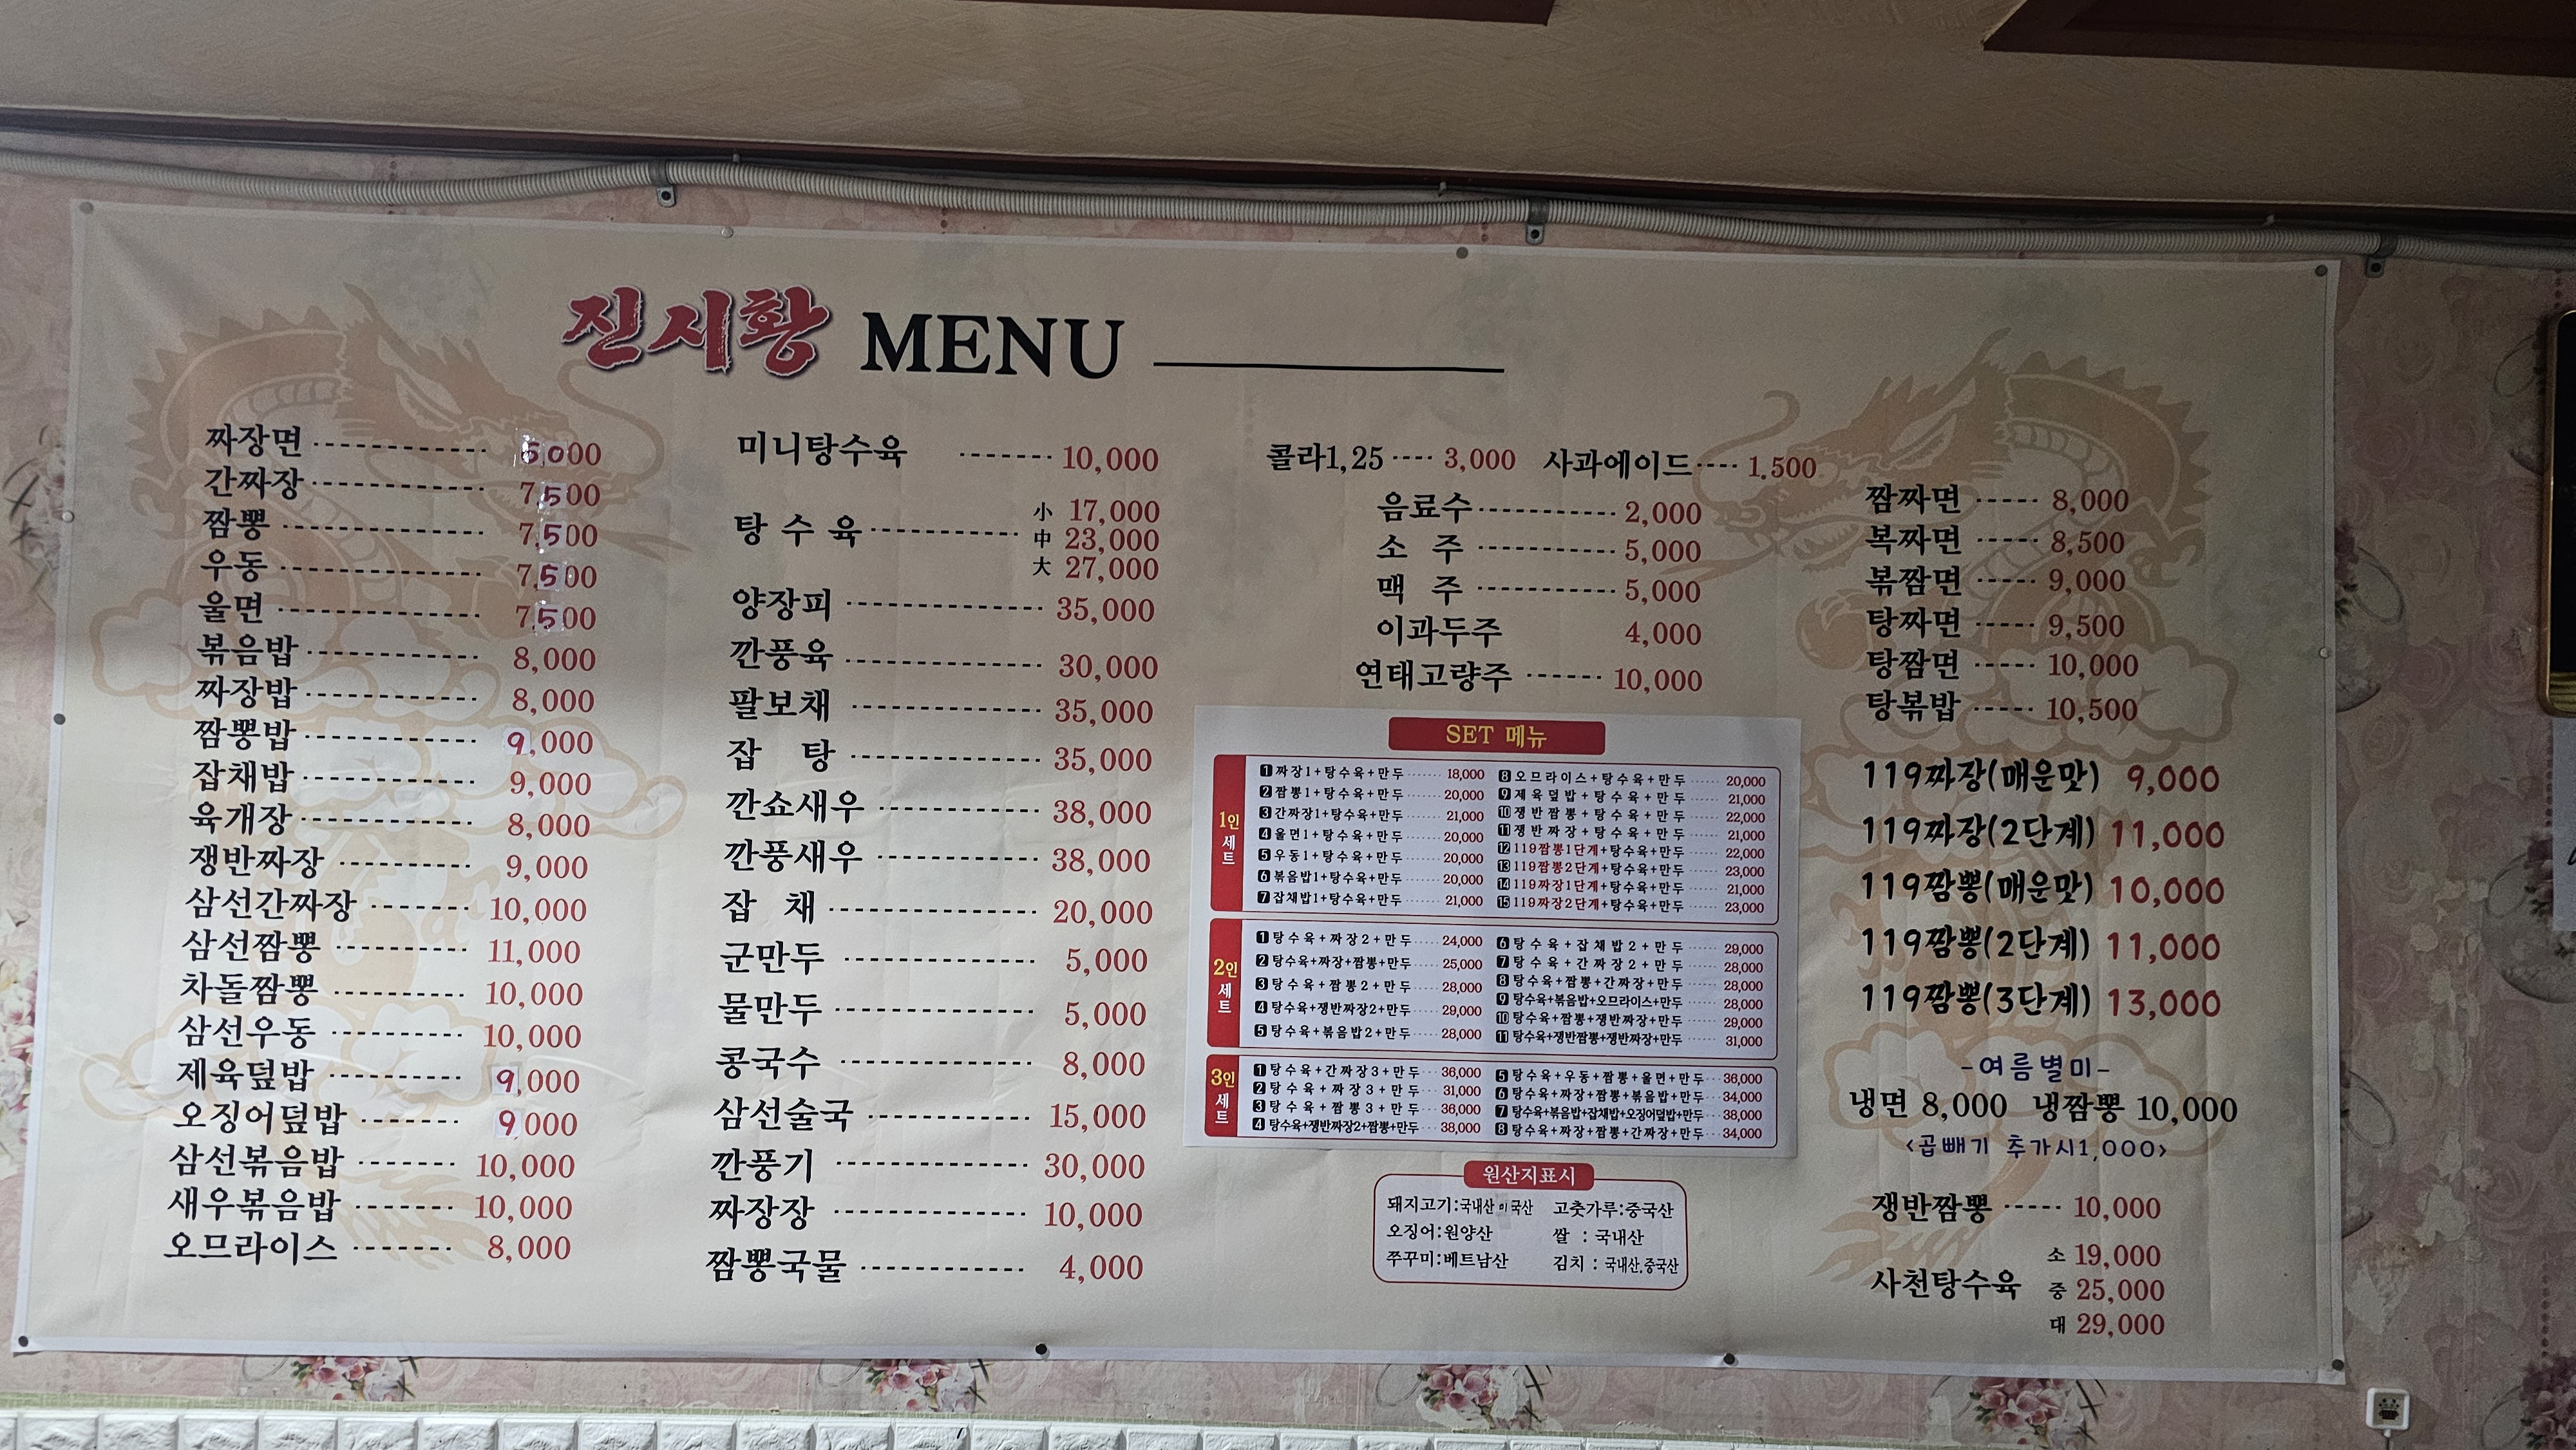 진시황 MENU
짜장면 6,000
간짜장 7,500
짬뽕 7,500
우동 7,500
울면 7,500
볶음밥 8,000
짜장밥 8,000
짬뽕밥 9,000
잡채밥 9,000
육개장 8,000
쟁반짜장 9,000
삼선간짜장 10,000
삼선짬뽕 11,000
차돌짬뽕 10,000
삼선우동 10,000
제육덮밥 9,000
오징어덮밥 9,000
삼선볶음밥 10,000
새우볶음밥 10,000
오므라이스 8,000
미니탕수육 10,000
小 17,000
탕 수 육 中 23,000
大 27,000
양장피 35,000
깐풍육 30,000
팔보채 35,000
잡 탕 35,000
깐쇼새우 38,000
깐풍새우 38,000
잡 채 20,000
군만두 5,000
물만두 5,000
콩국수 8,000
삼선술국 15,000
깐풍기 30,000
짜장장 10,000
짬뽕국물 4,000
콜라1,25 3,000 사과에이드 1,500
음료수 2,000
소 주 5,000
맥 주 5,000
이과두주 4,000
연태고량주 10,000
SET 메뉴
1인 세트
1 짜장1+탕수육+만두 18,000
2 짬뽕1+탕수육+만두 20,000
3 간짜장1+탕수육+만두 21,000
4 울면1+탕수육+만두 20,000
5 우동1+탕수육+만두 20,000
6 볶음밥1+탕수육+만두 20,000
7 잡채밥1+탕수육+만두 21,000
8 오므라이스+탕수육+만두 20,000
9 제육덮밥+탕수육+만두 21,000
10 쟁반짬뽕+탕수육+만두 22,000
11 쟁반짜장+탕수육+만두 21,000
12 119짬뽕1단계+탕수육+만두 22,000
13 119짬뽕2단계+탕수육+만두 23,000
14 119짜장1단계+탕수육+만두 21,000
15 119짜장2단계+탕수육+만두 23,000
2인 세트
1 탕수육+짜장2+만두 24,000
2 탕수육+짜장+짬뽕+만두 25,000
3 탕수육+짬뽕2+만두 28,000
4 탕수육+쟁반짜장2+만두 29,000
5 탕수육+볶음밥2+만두 28,000
6 탕수육+잡채밥2+만두 29,000
7 탕수육+간짜장2+만두 28,000
8 탕수육+짬뽕+간짜장+만두 28,000
9 탕수육+볶음밥+오므라이스+만두 28,000
10 탕수육+짬뽕+쟁반짜장+만두 29,000
11 탕수육+쟁반짬뽕+쟁반짜장+만두 31,000
3인 세트
1 탕수육+간짜장3+만두 36,000
2 탕수육+짜장3+만두 31,000
3 탕수육+짬뽕3+만두 36,000
4 탕수육+쟁반짜장2+짬뽕+만두 38,000
5 탕수육+우동+짬뽕+울면+만두 36,000
6 탕수육+짜장+짬뽕+볶음밥+만두 34,000
7 탕수육+볶음밥+잡채밥+오징어덮밥+만두 38,000
8 탕수육+짜장+짬뽕+간짜장+만두 34,000
원산지표시
돼지고기:국내산 미국산 고춧가루:중국산
오징어:원양산 쌀 : 국내산
쭈꾸미:베트남산 김치 : 국내산,중국산
짬짜면 8,000
복짜면 8,500
볶짬면 9,000
탕짜면 9,500
탕짬면 10,000
탕볶밥 10,500
119짜장(매운맛) 9,000
119짜장(2단계) 11,000
119짬뽕(매운맛) 10,000
119짬뽕(2단계) 11,000
119짬뽕(3단계) 13,000
-여름별미-
냉면 8,000 냉짬뽕 10,000
<곱빼기 추가시1,000>
쟁반짬뽕 10,000
소 19,000
사천탕수육 중 25,000
대 29,000